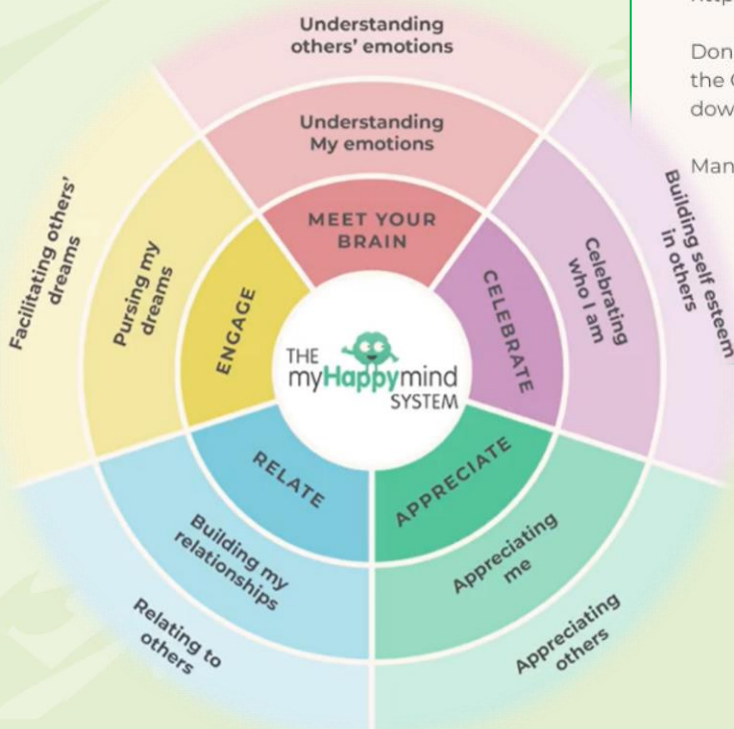 Understanding
others' emotions
Understanding
My emotions
MEET YOUR
BRAIN
Building self esteem
in others
Celebrating
who I am
CELEBRATE
Appreciating
others
Appreciating
me
APPRECIATE
Relating to
others
Building my
relationships
RELATE
Facilitating others'
dreams
Pursing my
dreams
ENGAGE
THE
myHappymind
SYSTEM
Don
the
dow
Man